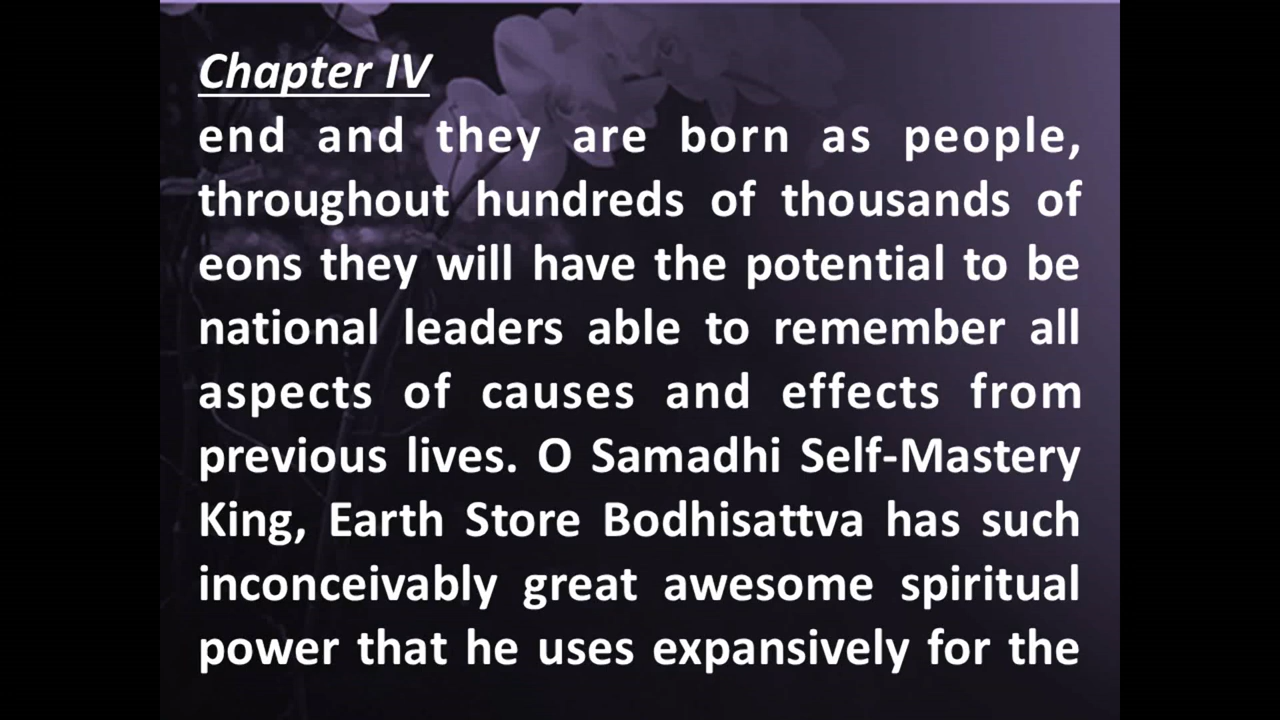 Chapter IV
end and they are born as people,
throughout hundreds of thousands of
eons they will have the potential to be
national leaders able to remember all
aspects of causes and effects from
previous lives. O Samadhi Self-Mastery
King, Earth Store Bodhisattva has such
inconceivably great awesome spiritual
power that he uses expansively for the